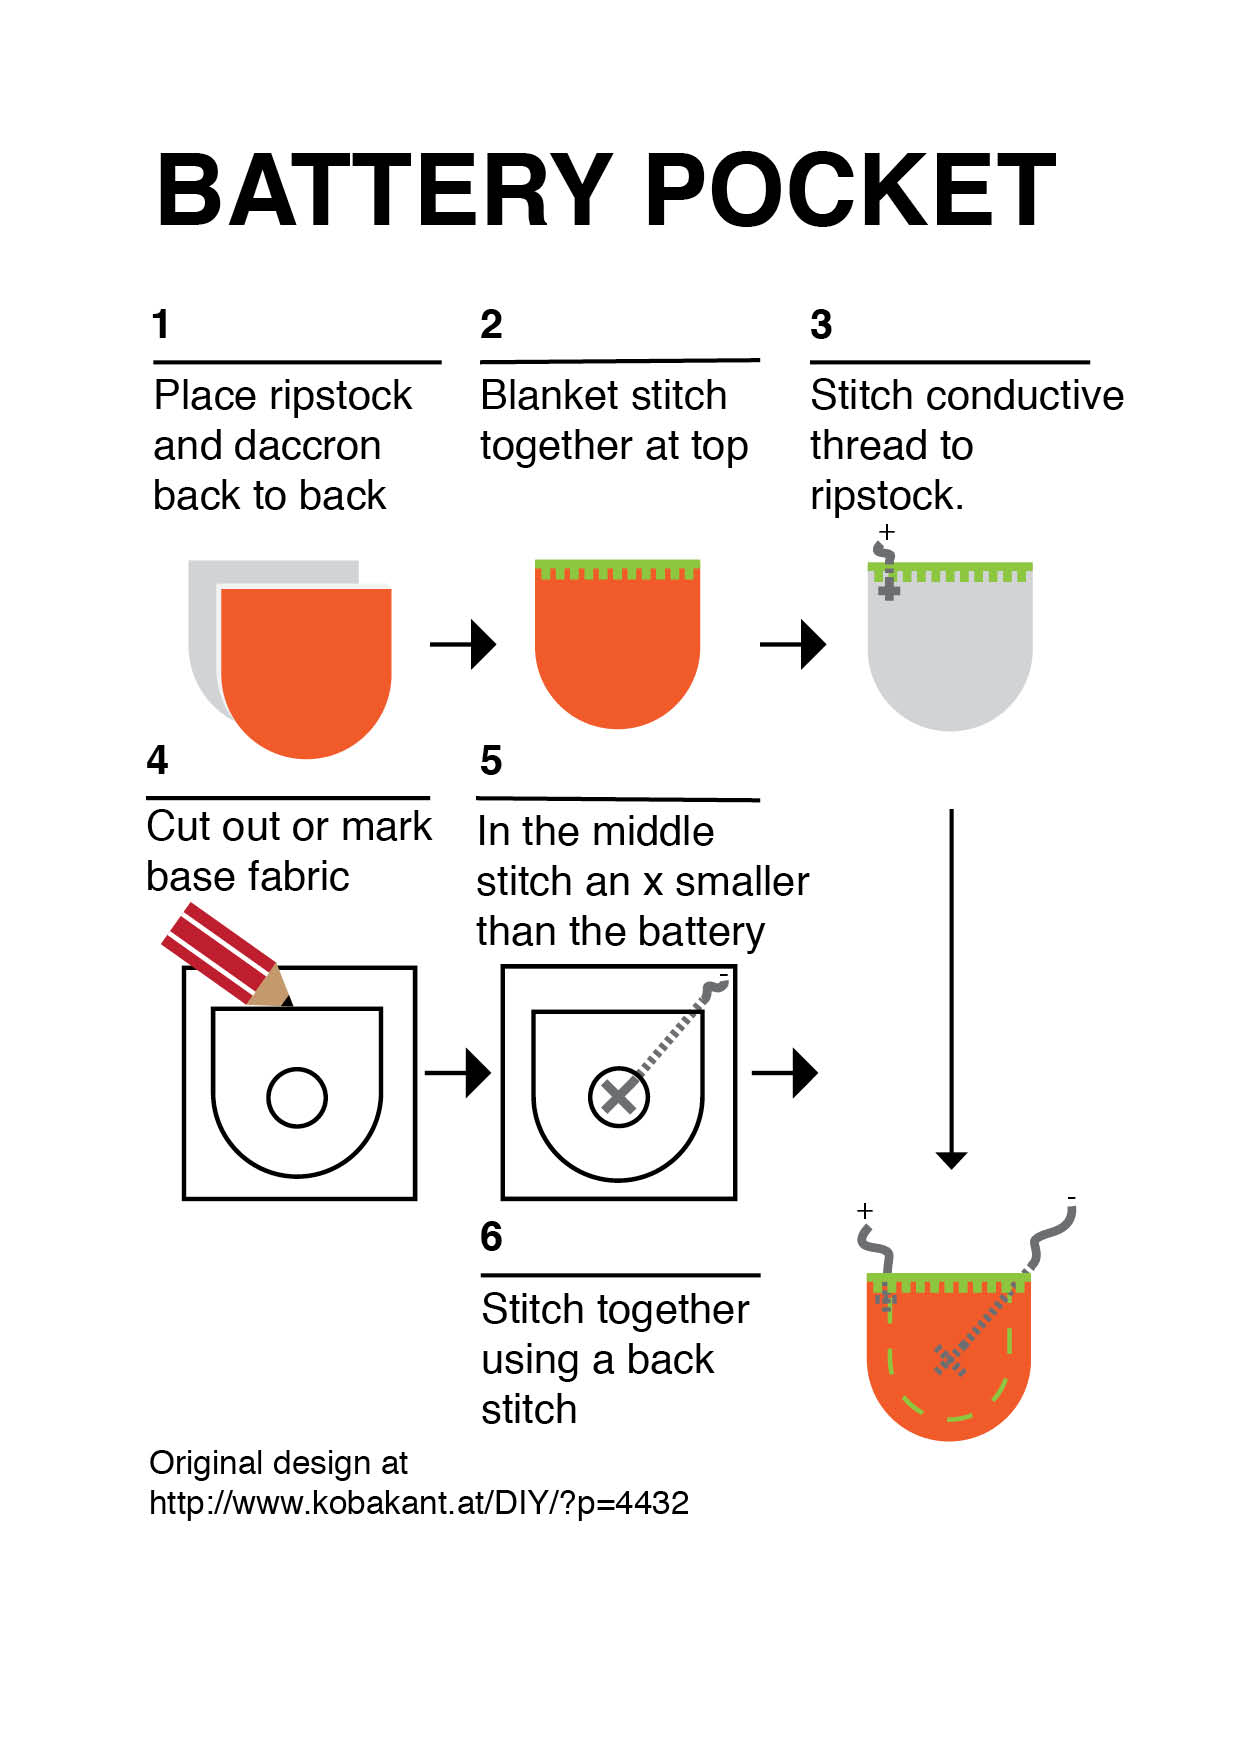 BATTERY POCKET
1
Place ripstock
and daccron
back to back
2
Blanket stitch
together at top
3
Stitch conductive
thread to
ripstock.
+
4
Cut out or mark
base fabric
5
In the middle
stitch an x smaller
than the battery
-
6
Stitch together
using a back
stitch
+
-
Original design at
http://www.kobakant.at/DIY/?p=4432